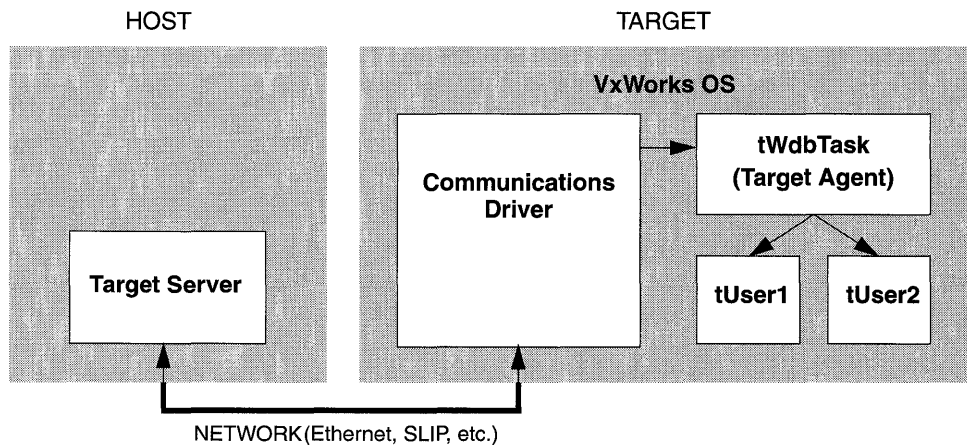 HOST
TARGET
VxWorks OS
Communications
Driver
tWdbTask
(Target Agent)
Target Server
tUser1
tUser2
NETWORK(Ethernet, SLIP, etc.)